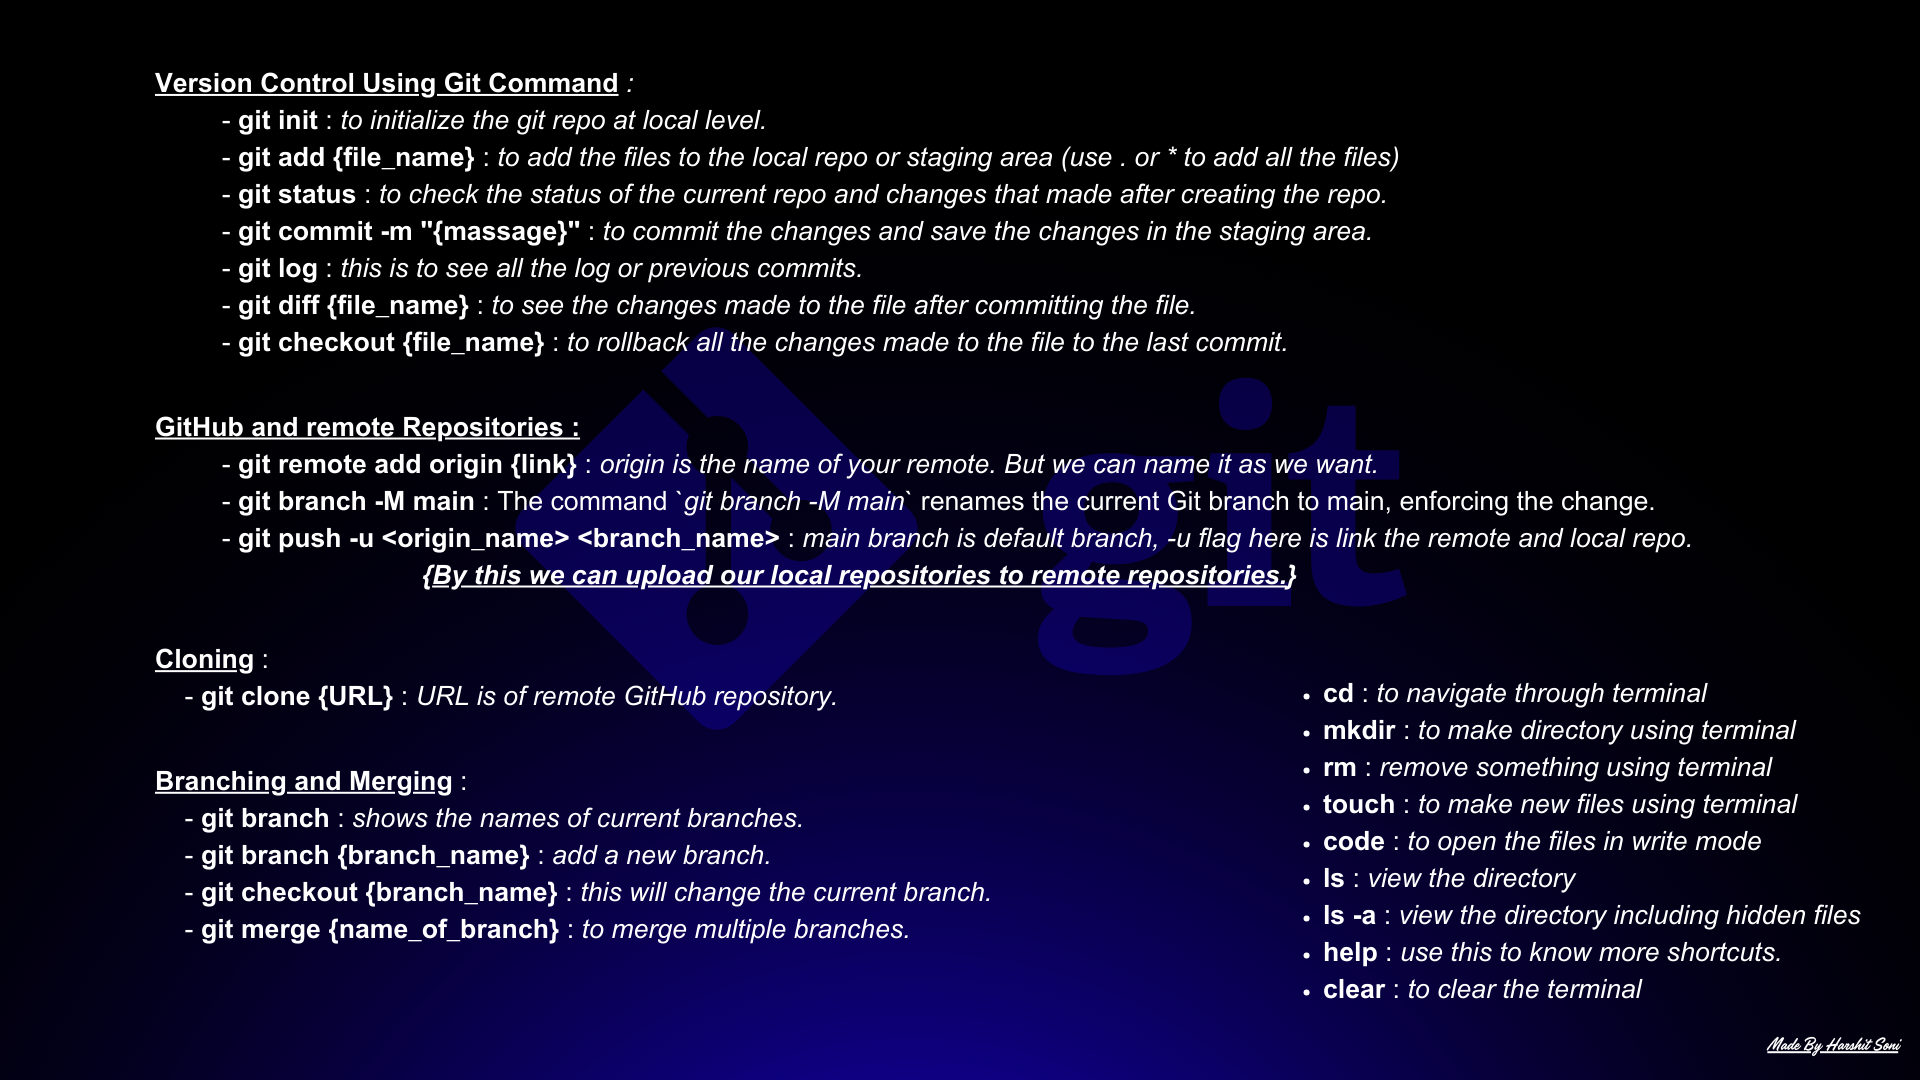 Version Control Using Git Command :
- git init : to initialize the git repo at local level.
- git add {file_name} : to add the files to the local repo or staging area (use . or * to add all the files)
- git status : to check the status of the current repo and changes that made after creating the repo.
- git commit -m "{massage}" : to commit the changes and save the changes in the staging area.
- git log : this is to see all the log or previous commits.
- git diff {file_name} : to see the changes made to the file after committing the file.
- git checkout {file_name} : to rollback all the changes made to the file to the last commit.
git
GitHub and remote Repositories :
- git remote add origin {link} : origin is the name of your remote. But we can name it as we want.
- git branch -M main : The command `git branch -M main` renames the current Git branch to main, enforcing the change.
- git push -u <origin_name> <branch_name> : main branch is default branch, -u flag here is link the remote and local repo.
{By this we can upload our local repositories to remote repositories.}
Cloning :
- git clone {URL} : URL is of remote GitHub repository.
Branching and Merging :
- git branch : shows the names of current branches.
- git branch {branch_name} : add a new branch.
- git checkout {branch_name} : this will change the current branch.
- git merge {name_of_branch} : to merge multiple branches.
• cd : to navigate through terminal
• mkdir : to make directory using terminal
• rm : remove something using terminal
• touch : to make new files using terminal
• code : to open the files in write mode
• ls : view the directory
• ls -a : view the directory including hidden files
• help : use this to know more shortcuts.
• clear : to clear the terminal
Made By Harshit Soni